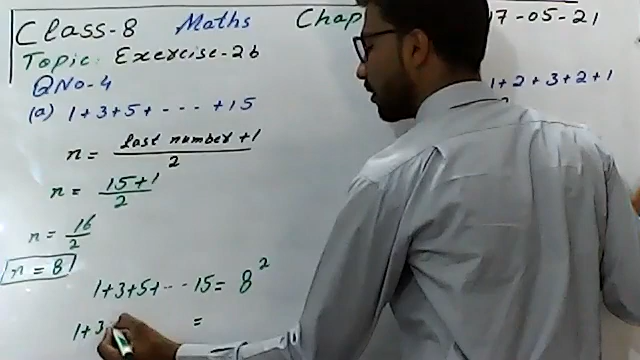 Class-8 Maths Chap 17-05-21
Topic: Exercise-2b
QNo-4
(a) 1+3+5+ - - - - +15
1+2+3+2+1
n = last number+1 / 2
n = 15+1 / 2
n = 16 / 2
n = 8
1+3+5+ - - - 15 = 8²
1+3 =